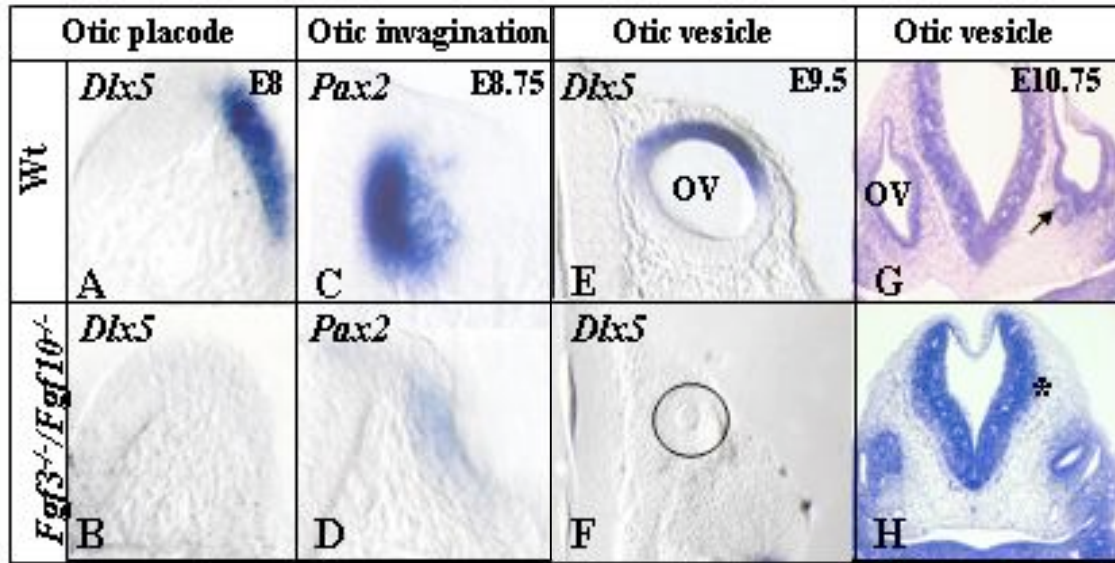 Otic placode
Otic invagination
Otic vesicle
Otic vesicle
Wt
Dlx5
E8
A
Pax2
E8.75
C
Dlx5
E9.5
OV
E
E10.75
OV
G
Fgf3-/-/Fgf10-/-
Dlx5
B
Pax2
D
Dlx5
F
*
H